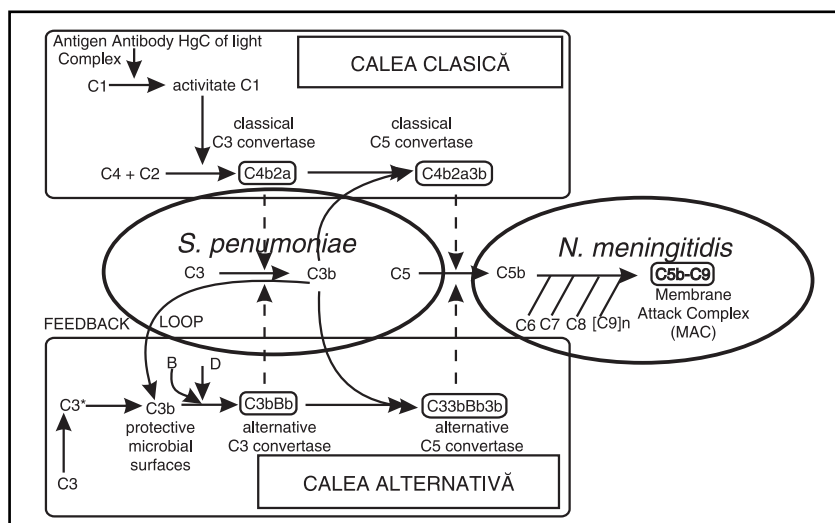 Antigen Antibody HgC of light
Complex
CALEA CLASICĂ
C1
activitate C1
classical
C3 convertase
classical
C5 convertase
C4 + C2
C4b2a
C4b2a3b
S. penumoniae
N. meningitidis
C3
C3b
C5
C5b
C5b-C9
Membrane
Attack Complex
(MAC)
C6
C7
C8
[C9]n
FEEDBACK
LOOP
B
D
C3*
C3b
C3bBb
C33bBb3b
protective
microbial
surfaces
alternative
C3 convertase
alternative
C5 convertase
C3
CALEA ALTERNATIVĂ